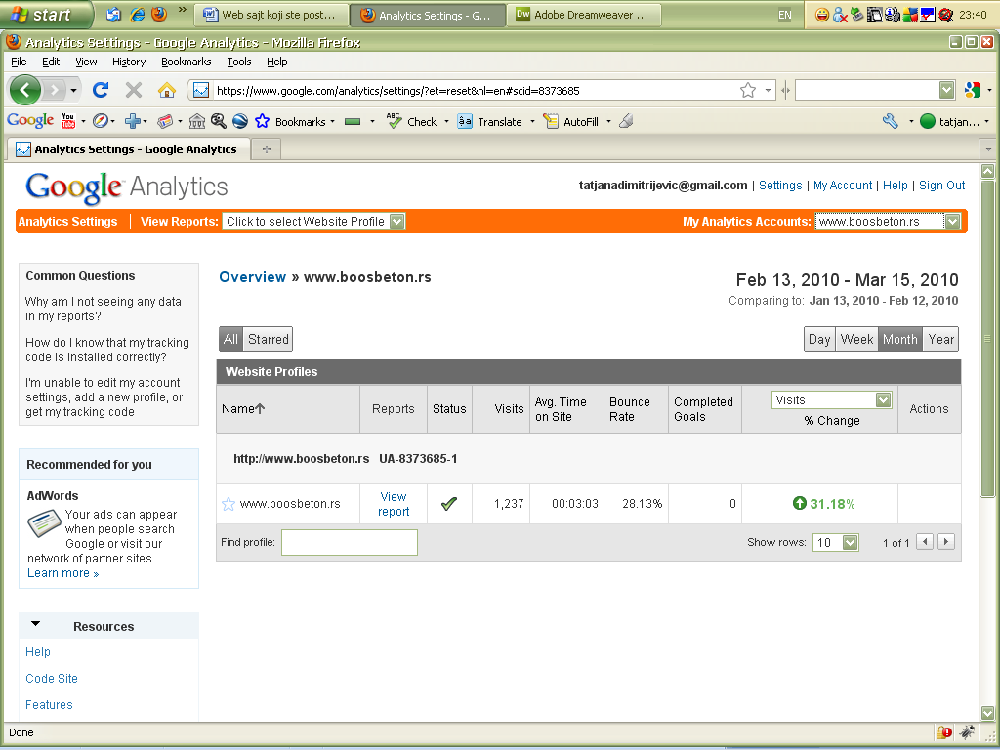 start
Web sajt koji ste post...
Analytics Settings - G...
Dw Adobe Dreamweaver ...
EN
23:40
Analytics Settings - Google Analytics - Mozilla Firefox
File Edit View History Bookmarks Tools Help
https://www.google.com/analytics/settings/?et=reset&hl=en#scid=8373685
Google
You Tube
Bookmarks
ABC Check
Translate
AutoFill
tatjan...
Analytics Settings - Google Analytics
Google Analytics
tatjanadimitrijevic@gmail.com | Settings | My Account | Help | Sign Out
Analytics Settings | View Reports: Click to select Website Profile
My Analytics Accounts: www.boosbeton.rs
Common Questions
Why am I not seeing any data
in my reports?
How do I know that my tracking
code is installed correctly?
I'm unable to edit my account
settings, add a new profile, or
get my tracking code
Recommended for you
AdWords
Your ads can appear
when people search
Google or visit our
network of partner sites.
Learn more »
Resources
Help
Code Site
Features
Overview » www.boosbeton.rs
Feb 13, 2010 - Mar 15, 2010
Comparing to: Jan 13, 2010 - Feb 12, 2010
All Starred
Day Week Month Year
Website Profiles
Name Reports Status Visits Avg. Time on Site Bounce Rate Completed Goals Visits % Change Actions
http://www.boosbeton.rs UA-8373685-1
www.boosbeton.rs View report 1,237 00:03:03 28.13% 0 31.18%
Find profile:
Show rows: 10 1 of 1
Done